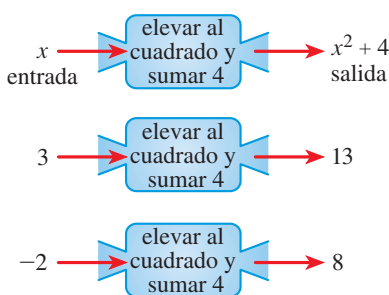 x
entrada
elevar al
cuadrado y
sumar 4
x² + 4
salida
3
elevar al
cuadrado y
sumar 4
13
−2
elevar al
cuadrado y
sumar 4
8